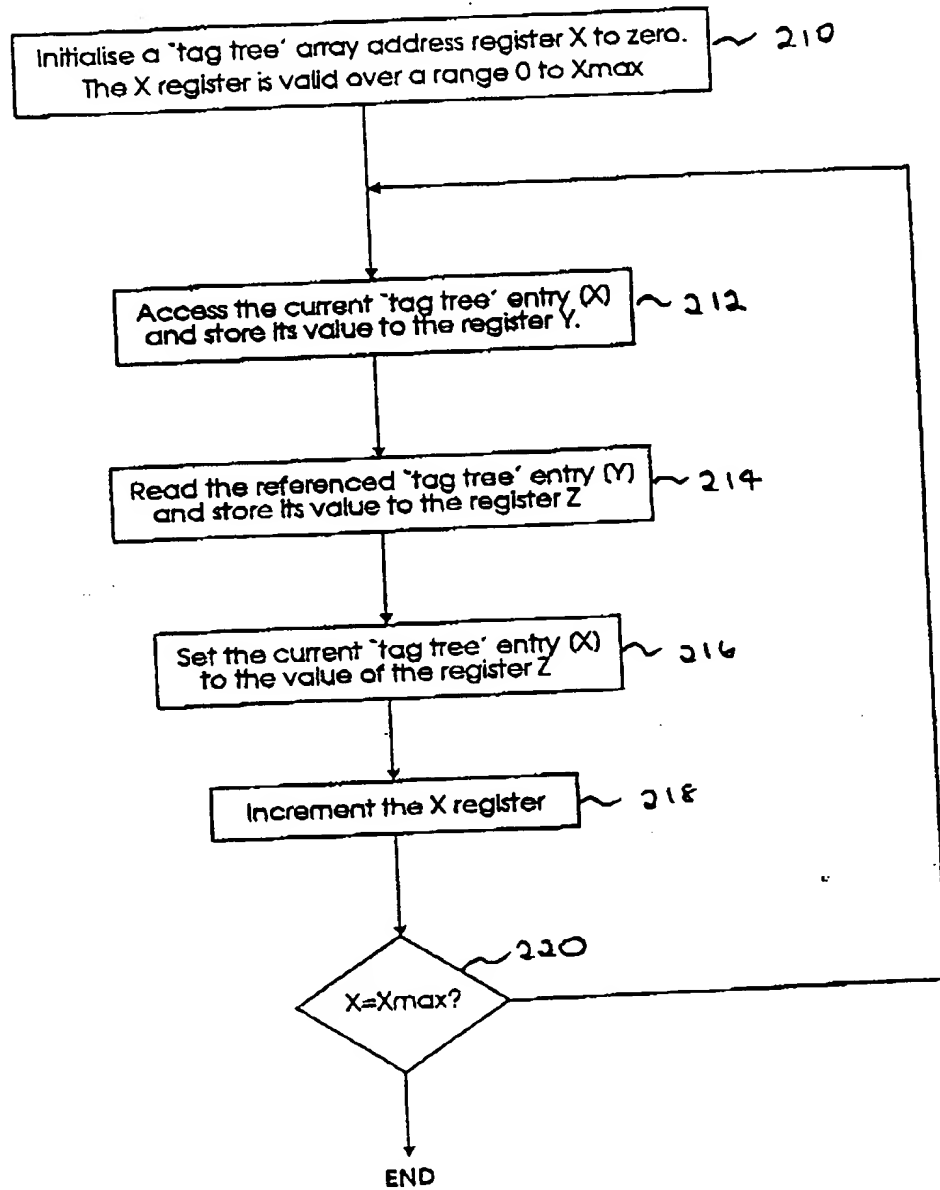 Initialise a `tag tree´ array address register X to zero.
The X register is valid over a range 0 to Xmax
210
Access the current `tag tree´ entry (X)
and store its value to the register Y.
212
Read the referenced `tag tree´ entry (Y)
and store its value to the register Z
214
Set the current `tag tree´ entry (X)
to the value of the register Z
216
Increment the X register
218
220
X=Xmax?
END